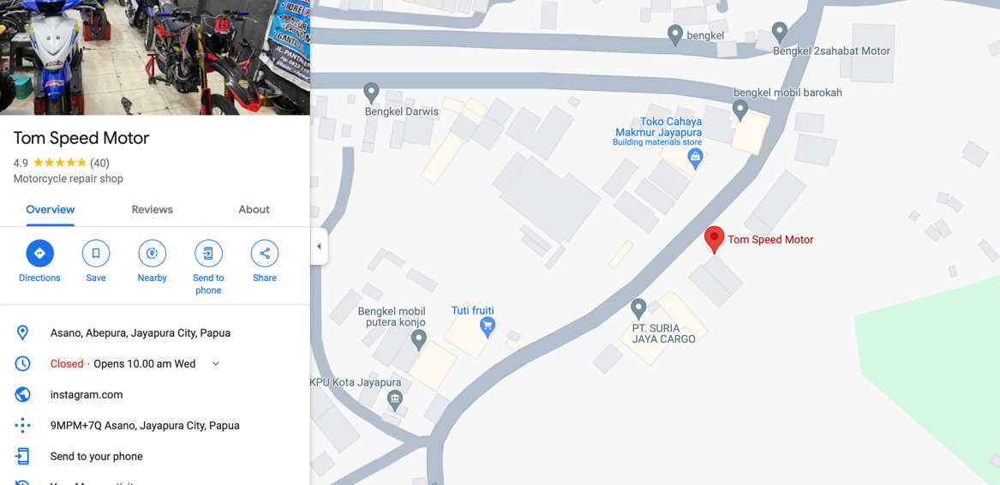 15
JL. PANTAI
Tom Speed Motor
4.9 ★★★★★ (40)
Motorcycle repair shop
Overview
Reviews
About
Directions
Save
Nearby
Send to
phone
Share
Asano, Abepura, Jayapura City, Papua
Closed · Opens 10.00 am Wed
instagram.com
9MPM+7Q Asano, Jayapura City, Papua
Send to your phone
bengkel
Bengkel 2sahabat Motor
bengkel mobil barokah
Bengkel Darwis
Toko Cahaya
Makmur Jayapura
Building materials store
Tom Speed Motor
Bengkel mobil
putera konjo
Tuti fruiti
PT. SURIA
JAYA CARGO
KPU Kota Jayapura